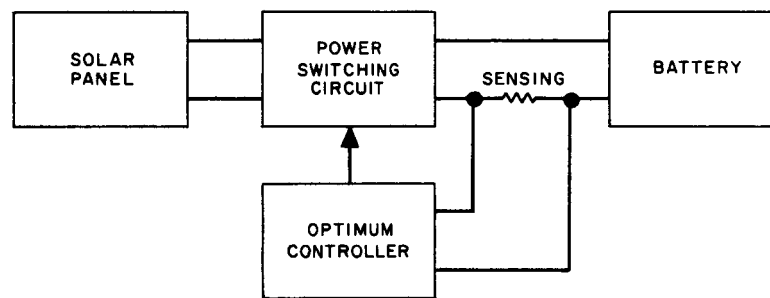 SOLAR
PANEL
POWER
SWITCHING
CIRCUIT
SENSING
BATTERY
OPTIMUM
CONTROLLER